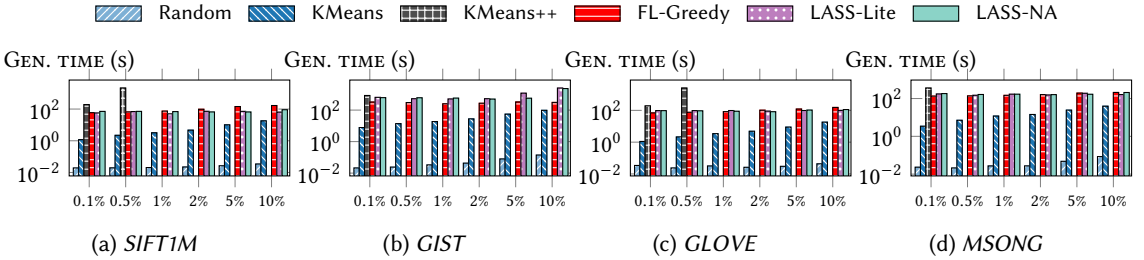 Random KMeans KMeans++ FL-Greedy LASS-Lite LASS-NA
GEN. TIME (s) GEN. TIME (s) GEN. TIME (s) GEN. TIME (s)
10^2 10^2 10^2 10^2
10^0 10^0 10^0 10^0
10^−2 10^−2 10^−2 10^−2
0.1% 0.5% 1% 2% 5% 10% 0.1% 0.5% 1% 2% 5% 10% 0.1% 0.5% 1% 2% 5% 10% 0.1% 0.5% 1% 2% 5% 10%
(a) SIFT1M (b) GIST (c) GLOVE (d) MSONG